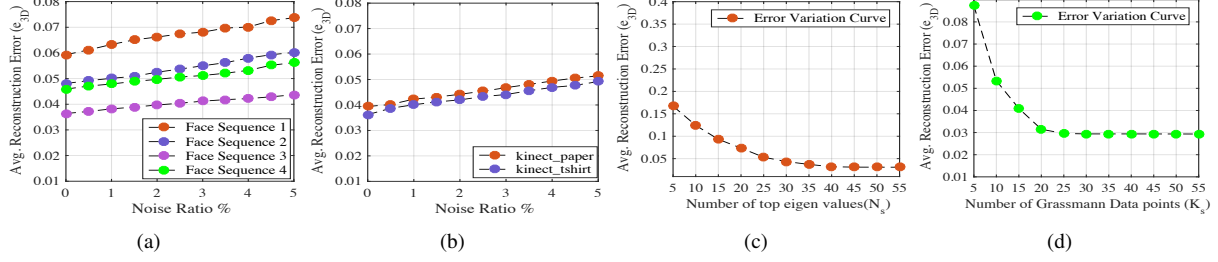 Avg. Reconstruction Error (e3D)
0.08
0.07
0.06
0.05
0.04
0.03
0.01
Face Sequence 1
Face Sequence 2
Face Sequence 3
Face Sequence 4
0 1 2 3 4 5
Noise Ratio %
(a)
Avg. Reconstruction Error (e3D)
0.08
0.07
0.06
0.05
0.04
0.03
0.01
kinect_paper
kinect_tshirt
0 1 2 3 4 5
Noise Ratio %
(b)
Avg. Reconstruction Error (e3D)
Error Variation Curve
0.4
0.35
0.3
0.25
0.2
0.15
0.1
0.05
0.01
5 10 15 20 25 30 35 40 45 50 55
Number of top eigen values(Ns)
(c)
Avg. Reconstruction Error (e3D)
Error Variation Curve
0.08
0.07
0.06
0.05
0.04
0.03
0.01
5 10 15 20 25 30 35 40 45 50 55
Number of Grassmann Data points (Ks)
(d)